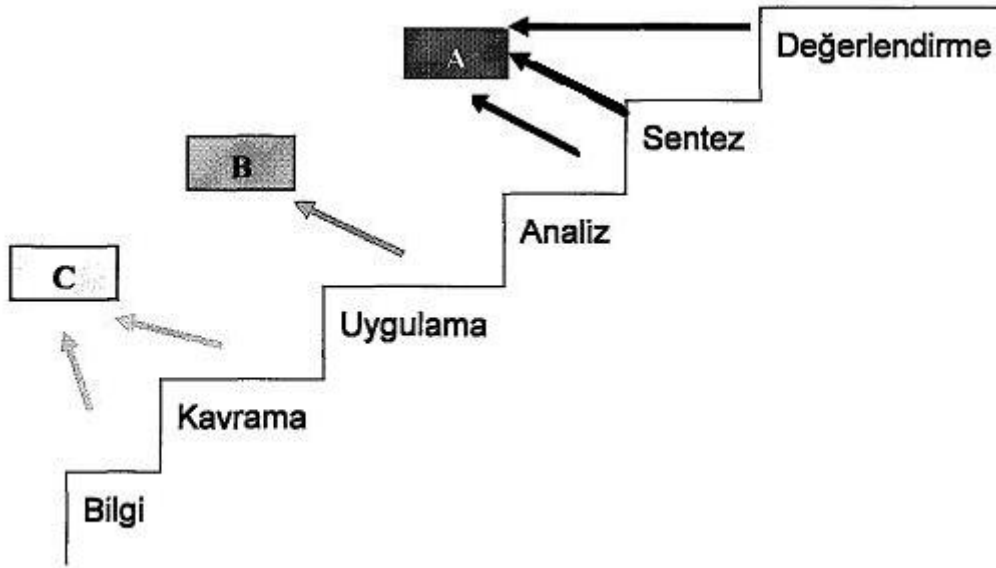 A
Değerlendirme
Sentez
B
Analiz
C
Uygulama
Kavrama
Bilgi